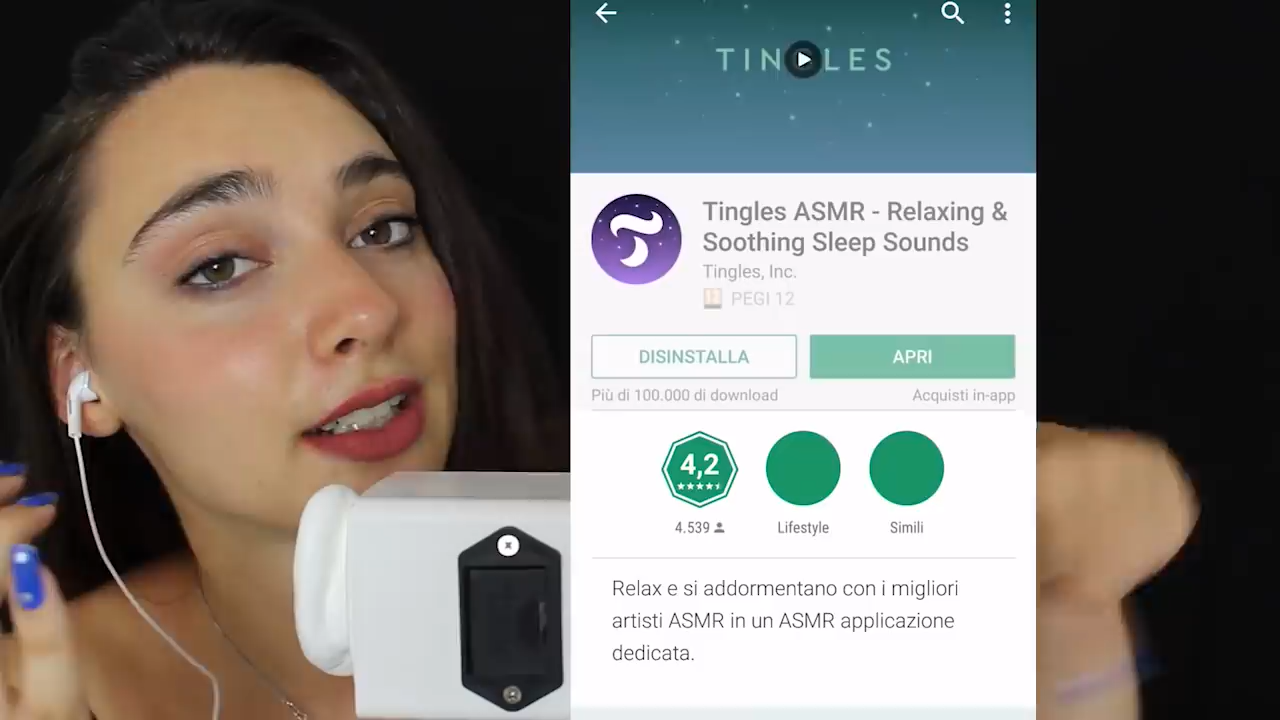 TINGLES
Tingles ASMR - Relaxing &
Soothing Sleep Sounds
Tingles, Inc.
PEGI 12
DISINSTALLA
APRI
Più di 100.000 di download
Acquisti in-app
4,2
4.539
Lifestyle
Simili
Relax e si addormentano con i migliori
artisti ASMR in un ASMR applicazione
dedicata.